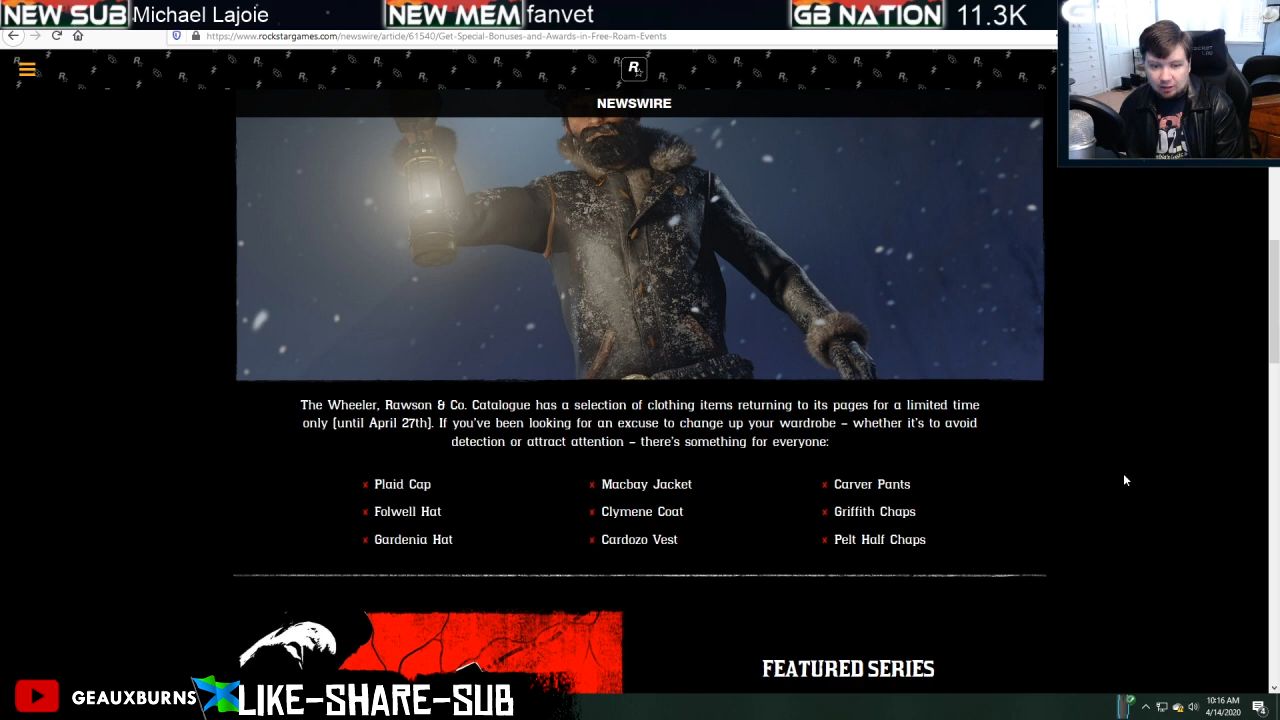 NEW SUB Michael Lajoie NEW MEM fanvet GB NATION 11.3K
https://www.rockstargames.com/newswire/article/61540/Get-Special-Bonuses-and-Awards-in-Free-Roam-Events
NEWSWIRE
The Wheeler, Rawson & Co. Catalogue has a selection of clothing items returning to its pages for a limited time
only (until April 27th). If you've been looking for an excuse to change up your wardrobe – whether it's to avoid
detection or attract attention – there's something for everyone:
Plaid Cap Macbay Jacket Carver Pants
Folwell Hat Clymene Coat Griffith Chaps
Gardenia Hat Cardozo Vest Pelt Half Chaps
FEATURED SERIES
GEAUXBURNS LIKE-SHARE-SUB
10:16 AM
4/14/2020